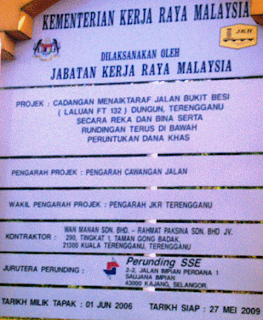 KEMENTERIAN KERJA RAYA MALAYSIA
JKR
DILAKSANAKAN OLEH
JABATAN KERJA RAYA MALAYSIA
PROJEK : CADANGAN MENAIKTARAF JALAN BUKIT BESI
( LALUAN FT 132 ) DUNGUN, TERENGGANU
SECARA REKA DAN BINA SERTA
RUNDINGAN TERUS DI BAWAH
PERUNTUKAN DANA KHAS
PENGARAH PROJEK : PENGARAH CAWANGAN JALAN
WAKIL PENGARAH PROJEK : PENGARAH JKR TERENGGANU
KONTRAKTOR : WAN MANAN SDN. BHD. - RAHMAT PAKSINA SDN. BHD JV.
290, TINGKAT 1, TAMAN GONG BADAK,
21300 KUALA TERENGGANU, TERENGGANU
JURUTERA PERUNDING : Perunding SSE
2-2, JALAN IMPIAN PERDANA 1
SAUJANA IMPIAN
43000 KAJANG, SELANGOR.
TARIKH MILIK TAPAK : 01 JUN 2006 TARIKH SIAP : 27 MEI 2009